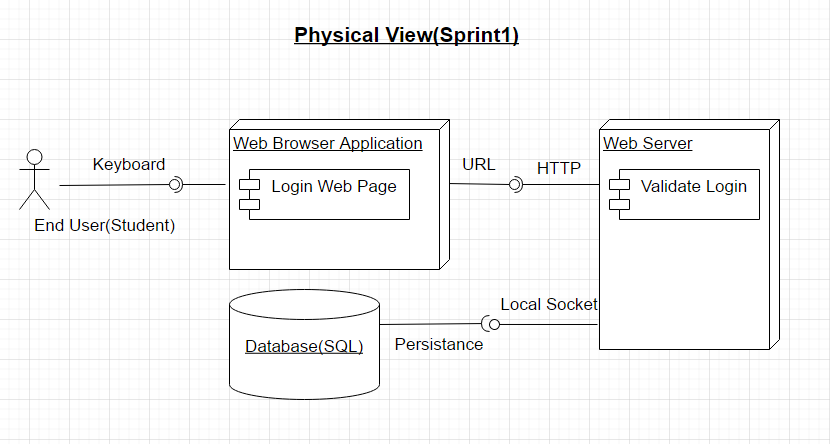 Physical View(Sprint1)
Web Browser Application
Web Server
Keyboard
URL
HTTP
Login Web Page
Validate Login
End User(Student)
Local Socket
Database(SQL)
Persistance